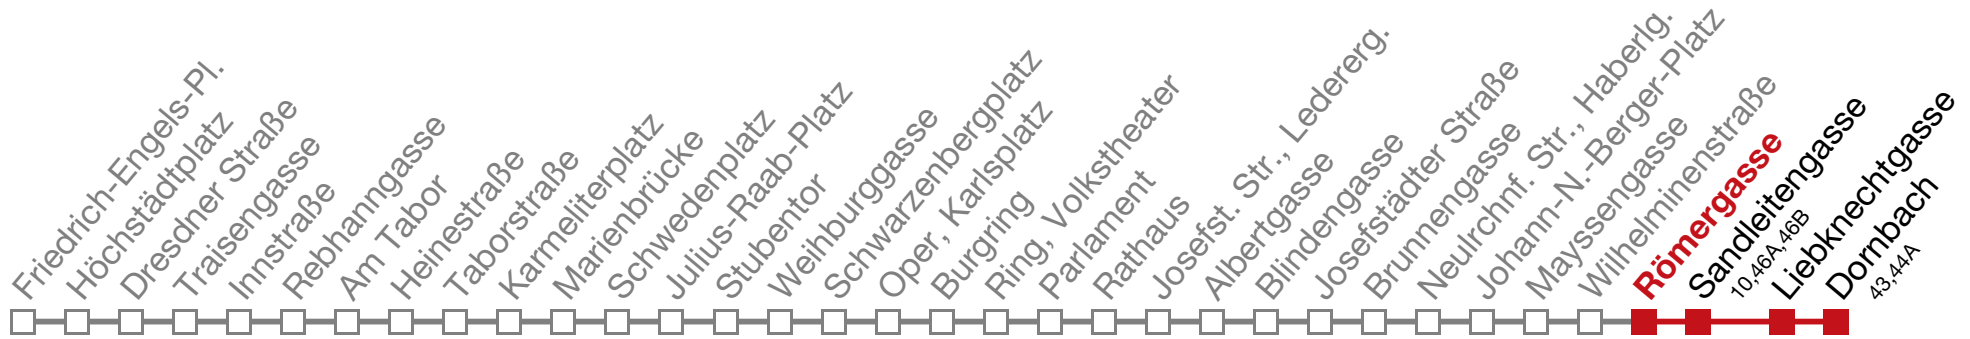 Friedrich-Engels-Pl.
Höchstädtplatz
Dresdner Straße
Traisengasse
Innstraße
Rebhanngasse
Am Tabor
Heinestraße
Taborstraße
Karmeliterplatz
Marienbrücke
Schwedenplatz
Julius-Raab-Platz
Stubentor
Weihburggasse
Schwarzenbergplatz
Oper, Karlsplatz
Burgring
Ring, Volkstheater
Parlament
Rathaus
Josefst. Str., Ledererg.
Albertgasse
Blindengasse
Josefstädter Straße
Brunnengasse
Neulrchnf. Str., Haberlg.
Johann-N.-Berger-Platz
Mayssengasse
Wilhelminenstraße
Römergasse
Sandleitengasse
10,46A,46B
Liebknechtgasse
Dornbach
43,44A